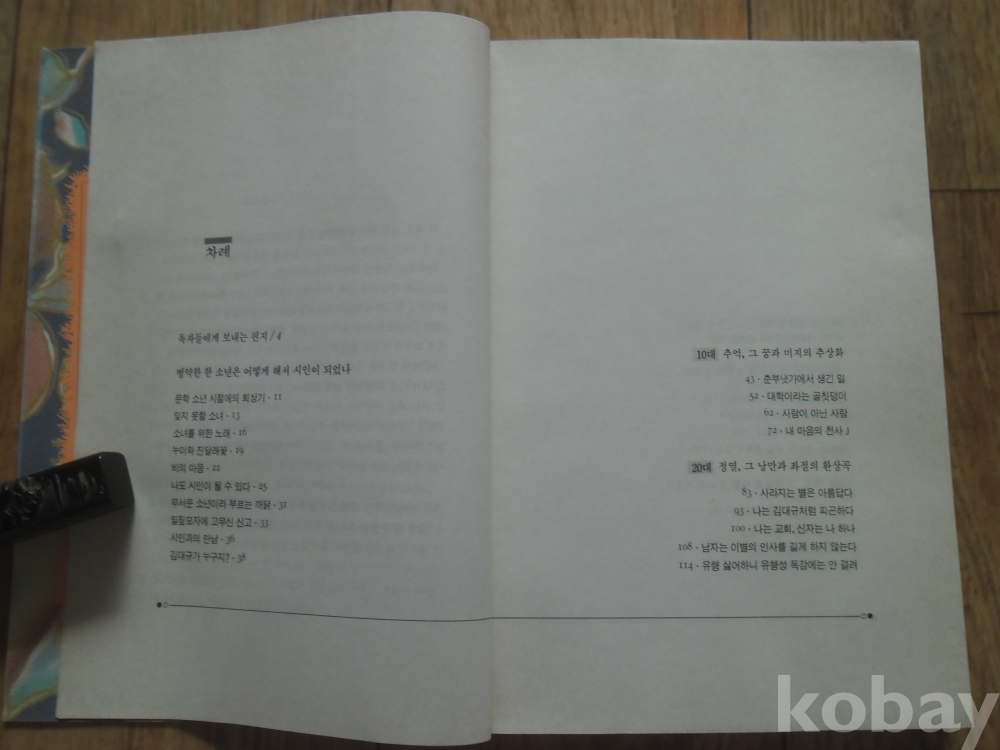 차례
독자들에게 보내는 편지/4
병약한 한 소년은 어떻게 해서 시인이 되었나
문학 소년 시절에의 회상기 · 11
잊지 못할 소녀 · 13
소녀를 위한 노래 · 16
누이와 진달래꽃 · 19
비의 마음 · 22
나도 시인이 될 수 있다 · 25
무서운 소년이라 부르는 까닭 · 31
밀짚모자에 고무신 신고 · 33
시인과의 만남 · 36
김대규가 누구지? · 38
10대 추억, 그 꿈과 미지의 추상화
43 · 춘부냇가에서 생긴 일
52 · 대학이라는 골칫덩이
62 · 사람이 아닌 사람
72 · 내 마음의 천사 J
20대 정열, 그 낭만과 좌절의 환상곡
83 · 사라지는 별은 아름답다
93 · 나는 김대규처럼 피곤하다
100 · 나는 교회, 신자는 나 하나
108 · 남자는 이별의 인사를 길게 하지 않는다
114 · 유행 싫어하니 유행성 독감에는 안 걸려
kobay